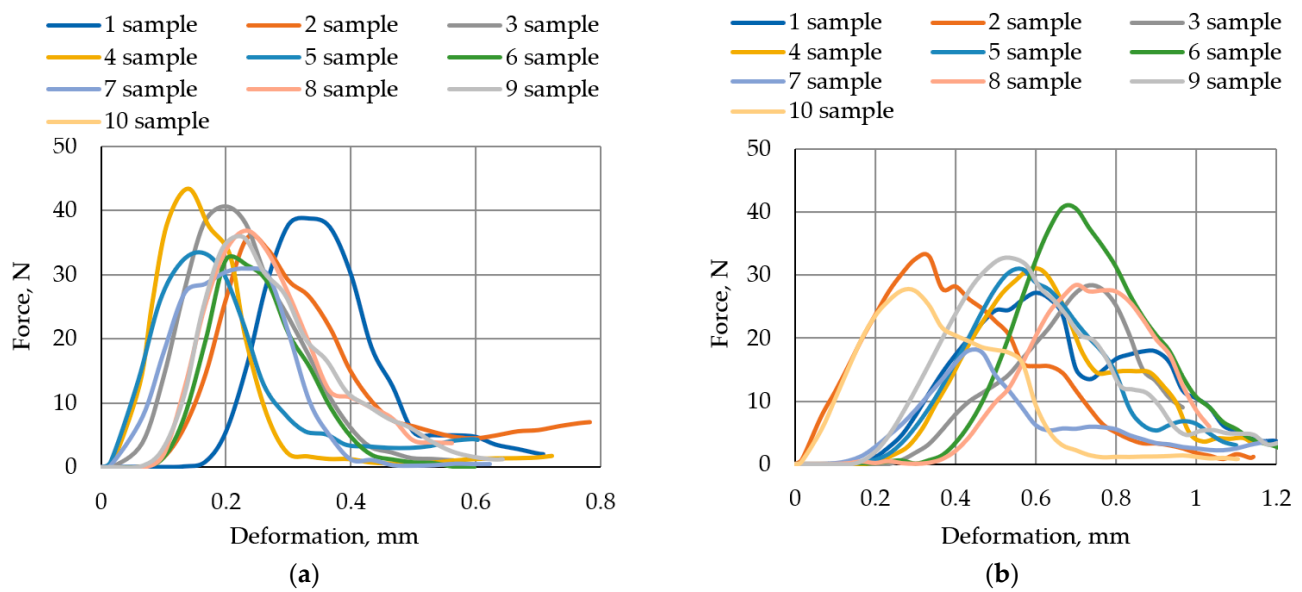 1 sample 2 sample 3 sample
4 sample 5 sample 6 sample
7 sample 8 sample 9 sample
10 sample
50
40
30
20
10
0
Force, N
0 0.2 0.4 0.6 0.8
Deformation, mm
(a)
1 sample 2 sample 3 sample
4 sample 5 sample 6 sample
7 sample 8 sample 9 sample
10 sample
50
40
30
20
10
0
Force, N
0 0.2 0.4 0.6 0.8 1 1.2
Deformation, mm
(b)